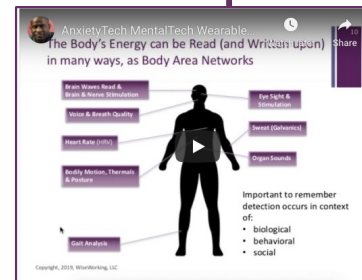 AnxietyTech MentalTech Wearable...
Share
10
The Body's Energy can be Read (and Written upon)
in many ways, as Body Area Networks
Brain Waves Read &
Brain & Nerve Stimulation
Eye Sight &
Stimulation
Voice & Breath Quality
Sweat (Galvanics)
Heart Rate (HRV)
Organ Sounds
Bodily Motion, Thermals
& Posture
Important to remember
detection occurs in context
of:
• biological
• behavioral
• social
Gait Analysis
Copyright, 2019, WiseWorking, LLC